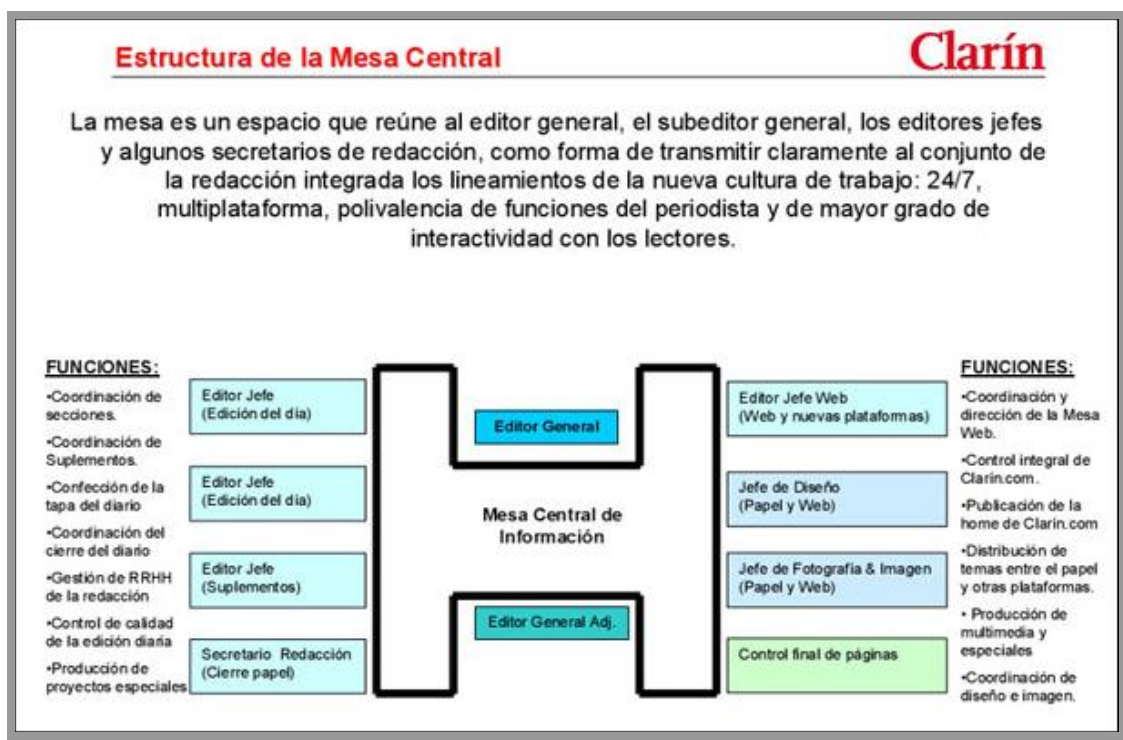 Estructura de la Mesa Central
Clarín
La mesa es un espacio que reúne al editor general, el subeditor general, los editores jefes
y algunos secretarios de redacción, como forma de transmitir claramente al conjunto de
la redacción integrada los lineamientos de la nueva cultura de trabajo: 24/7,
multiplataforma, polivalencia de funciones del periodista y de mayor grado de
interactividad con los lectores.
FUNCIONES:
•Coordinación de
secciones.
•Coordinación de
Suplementos.
•Confección de la
tapa del diario
•Coordinación del
cierre del diario
•Gestión de RRHH
de la redacción
•Control de calidad
de la edición diaria
•Producción de
proyectos especiales
Editor Jefe
(Edición del día)
Editor Jefe
(Edición del día)
Editor Jefe
(Suplementos)
Secretario Redacción
(Cierre papel)
Editor General
Mesa Central de
Información
Editor General Adj.
Editor Jefe Web
(Web y nuevas plataformas)
Jefe de Diseño
(Papel y Web)
Jefe de Fotografía & Imagen
(Papel y Web)
Control final de páginas
FUNCIONES:
•Coordinación y
dirección de la Mesa
Web.
•Control integral de
Clarín.com.
•Publicación de la
home de Clarín.com
•Distribución de
temas entre el papel
y otras plataformas.
• Producción de
multimedia y
especiales
•Coordinación de
diseño e imagen.